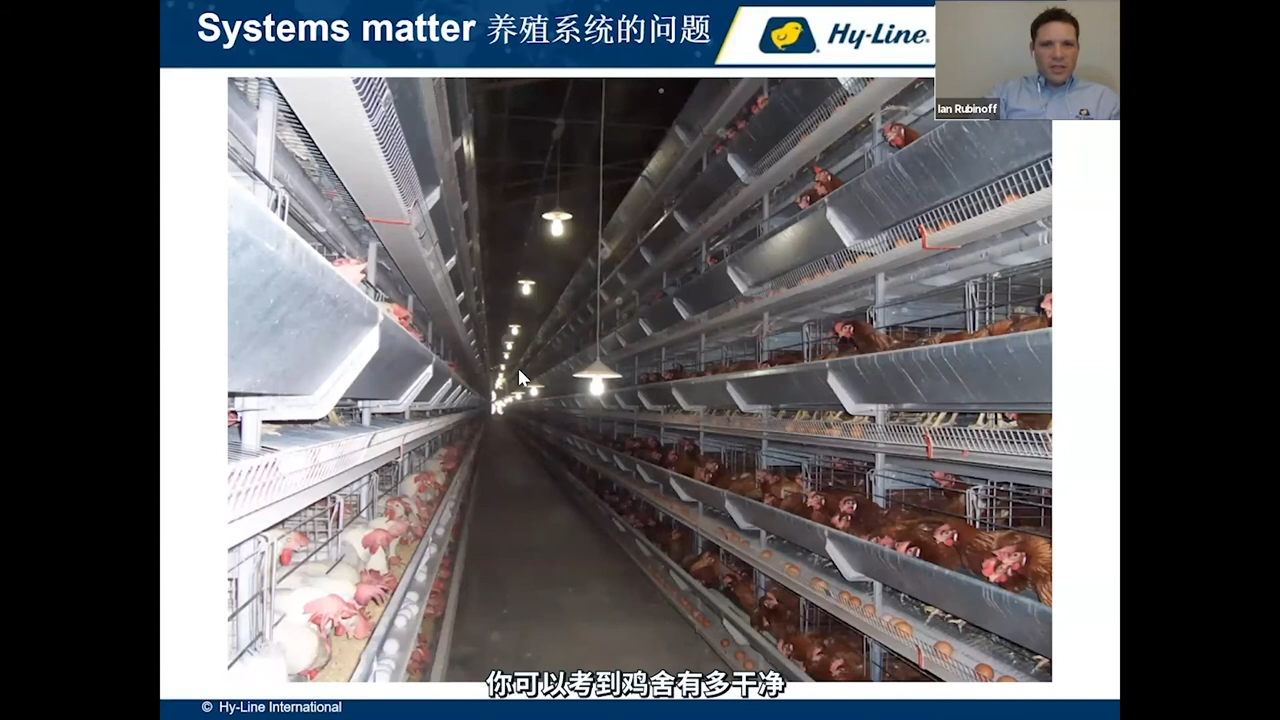 Systems matter 养殖系统的问题
Hy-Line.
Ian Rubinoff
你可以考到鸡舍有多干净
© Hy-Line International